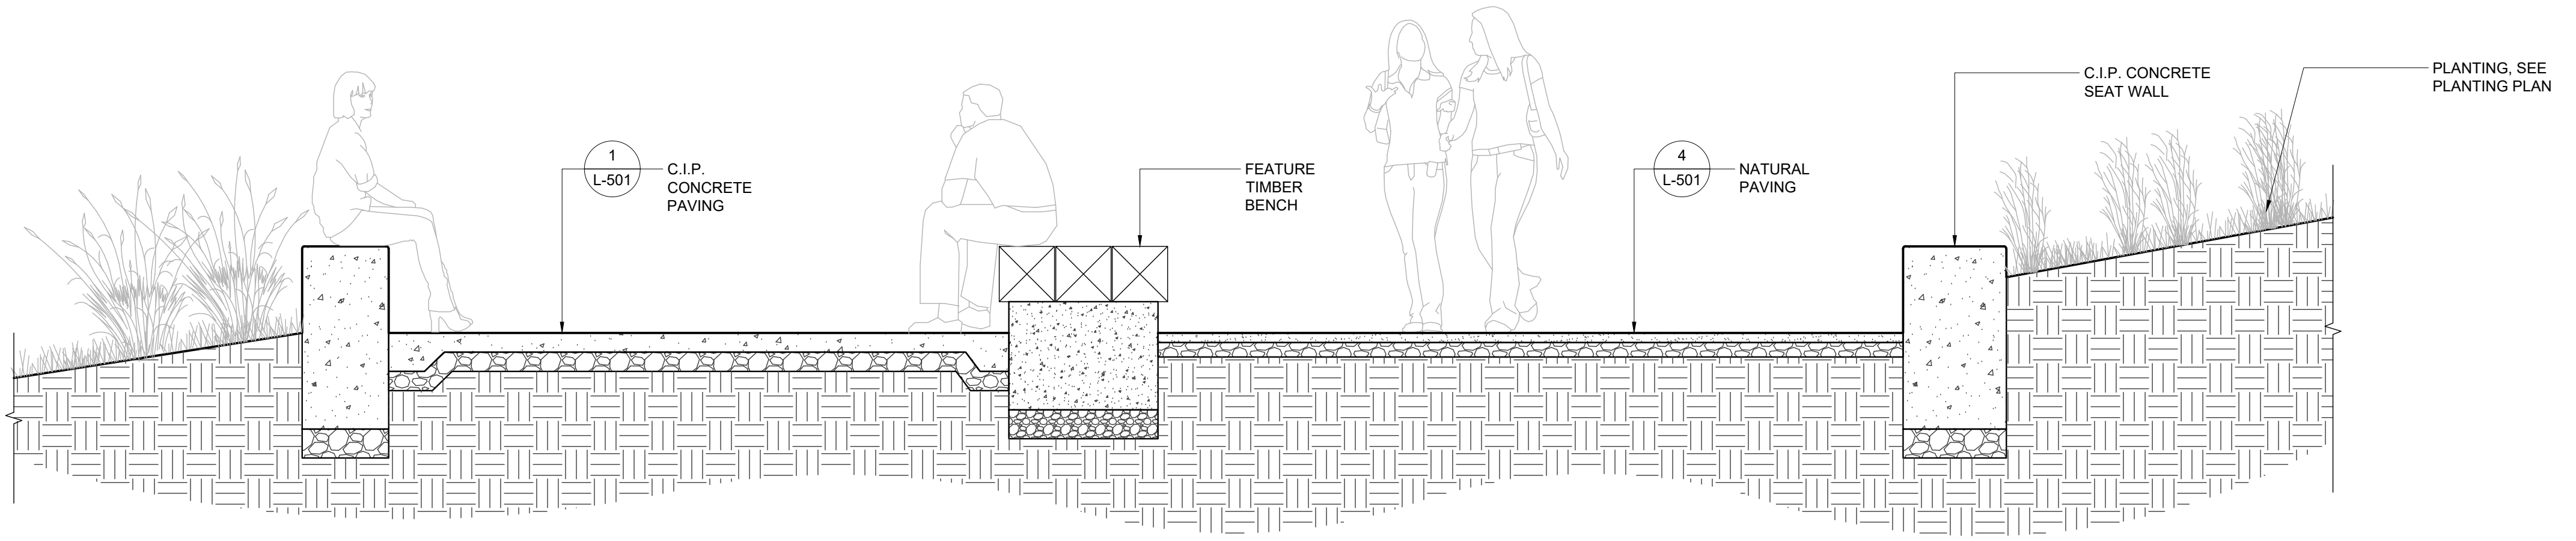 1
L-501
C.I.P.
CONCRETE
PAVING
FEATURE
TIMBER
BENCH
4
L-501
NATURAL
PAVING
C.I.P. CONCRETE
SEAT WALL
PLANTING, SEE
PLANTING PLAN